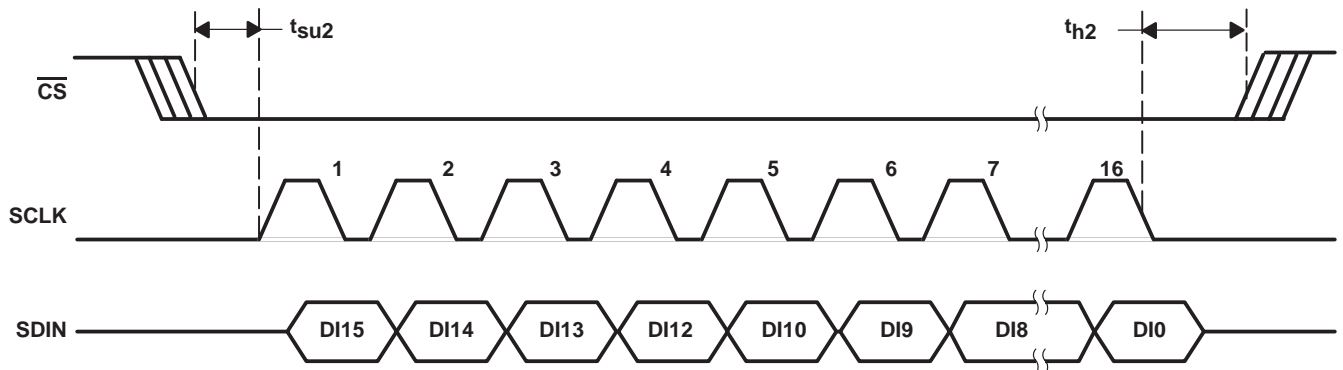 tsu2 th2
CS
1 2 3 4 5 6 7 16
SCLK
SDIN DI15 DI14 DI13 DI12 DI10 DI9 DI8 DI0